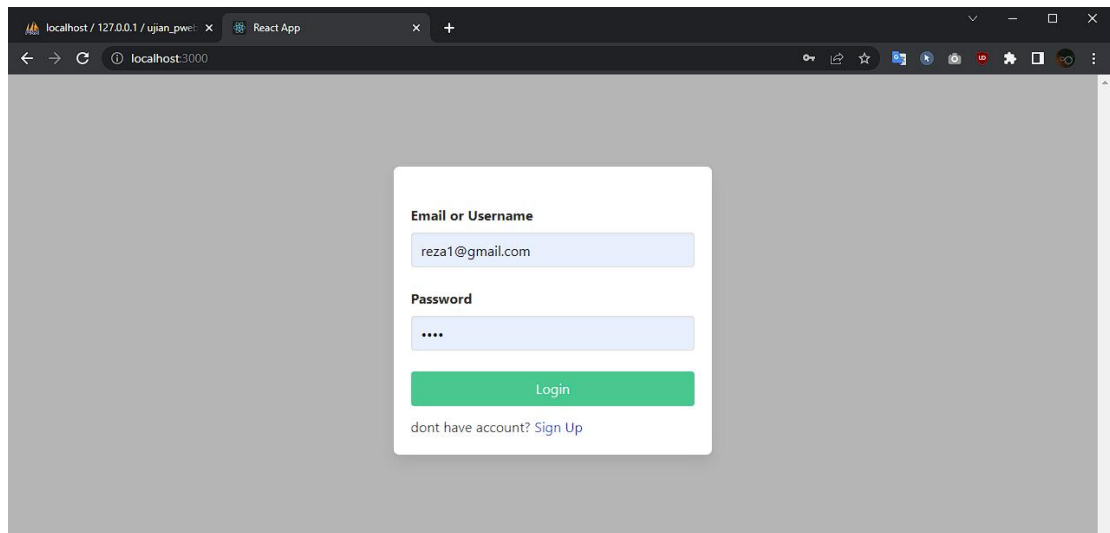 localhost / 127.0.0.1 / ujian_pweb
React App
localhost:3000
Email or Username
reza1@gmail.com
Password
••••
Login
dont have account? Sign Up